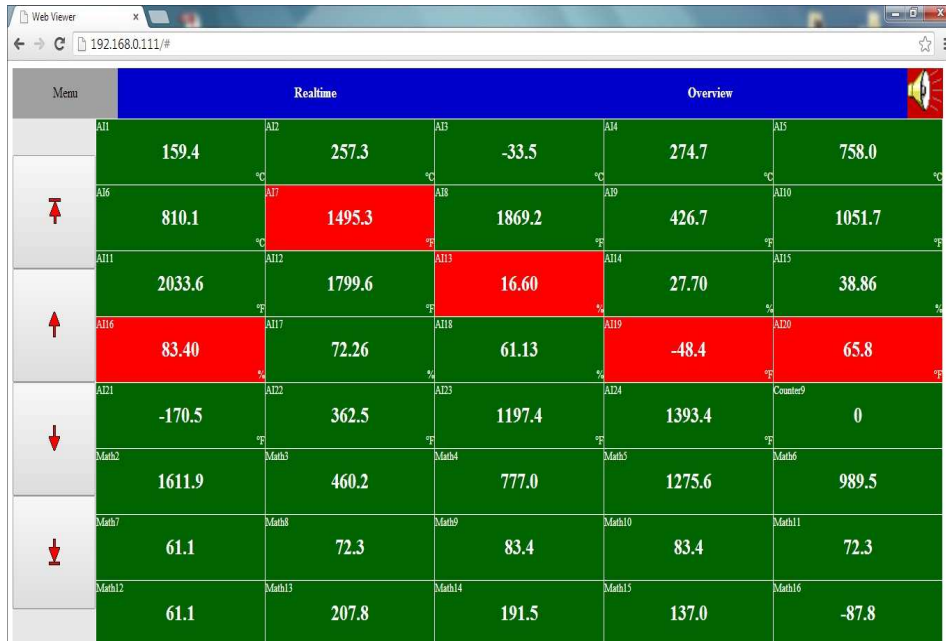 Web Viewer
192.168.0.111/#
Menu Realtime Overview
AI1 AI2 AI3 AI4 AI5
159.4 257.3 -33.5 274.7 758.0
°C °C °C °C °C
AI6 AI7 AI8 AI9 AI10
810.1 1495.3 1869.2 426.7 1051.7
°C °F °F °F °F
AI11 AI12 AI13 AI14 AI15
2033.6 1799.6 16.60 27.70 38.86
°F °F % % %
AI16 AI17 AI18 AI19 AI20
83.40 72.26 61.13 -48.4 65.8
% % % °F °F
AI21 AI22 AI23 AI24 Counter9
-170.5 362.5 1197.4 1393.4 0
°F °F °F °F
Math2 Math3 Math4 Math5 Math6
1611.9 460.2 777.0 1275.6 989.5
Math7 Math8 Math9 Math10 Math11
61.1 72.3 83.4 83.4 72.3
Math12 Math13 Math14 Math15 Math16
61.1 207.8 191.5 137.0 -87.8